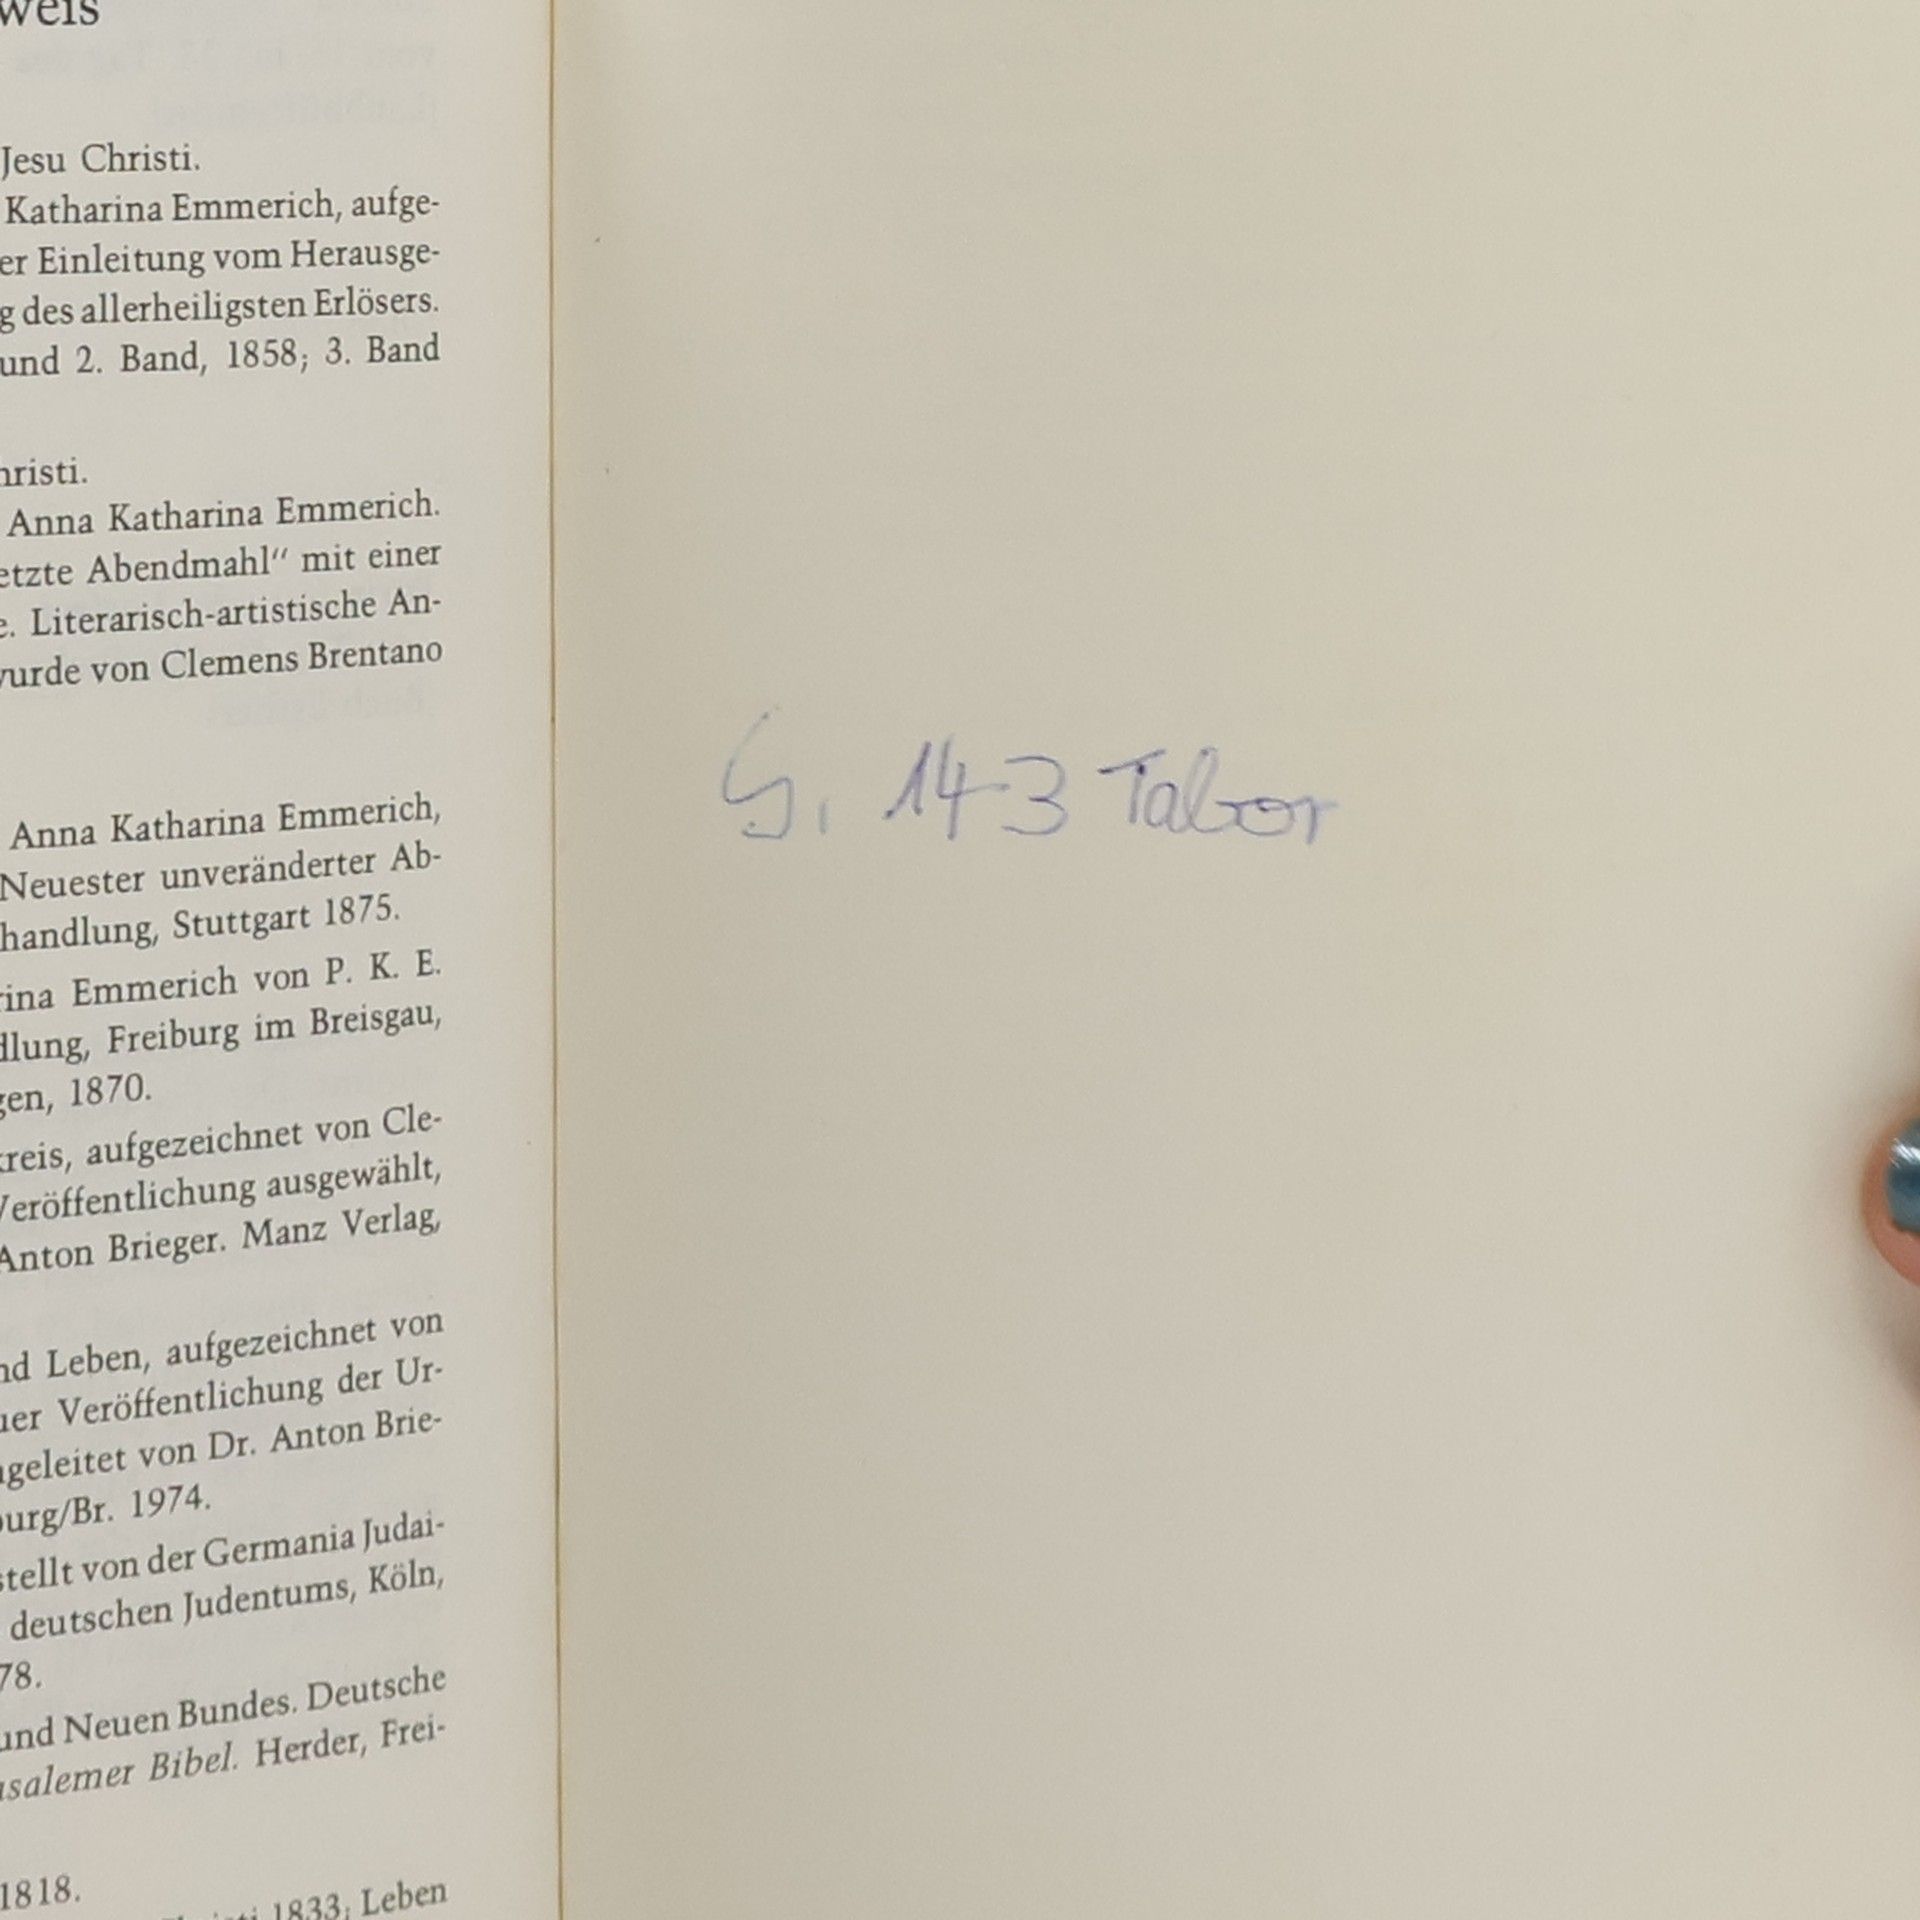 weis
Jesu Christi.
Katharina Emmerich, aufge-
er Einleitung vom Herausge-
g des allerheiligsten Erlösers.
und 2. Band, 1858; 3. Band
hristi.
Anna Katharina Emmerich.
etzte Abendmahl“ mit einer
e. Literarisch-artistische An-
wurde von Clemens Brentano
Anna Katharina Emmerich,
Neuester unveränderter Ab-
handlung, Stuttgart 1875.
rina Emmerich von P. K. E.
dlung, Freiburg im Breisgau,
gen, 1870.
kreis, aufgezeichnet von Cle-
Veröffentlichung ausgewählt,
Anton Brieger. Manz Verlag,
nd Leben, aufgezeichnet von
uer Veröffentlichung der Ur-
ngeleitet von Dr. Anton Brie-
burg/Br. 1974.
stellt von der Germania Judai-
deutschen Judentums, Köln,
78.
und Neuen Bundes. Deutsche
usalemer Bibel. Herder, Frei-
1818.
1833; Leben
S. 143 Tabor